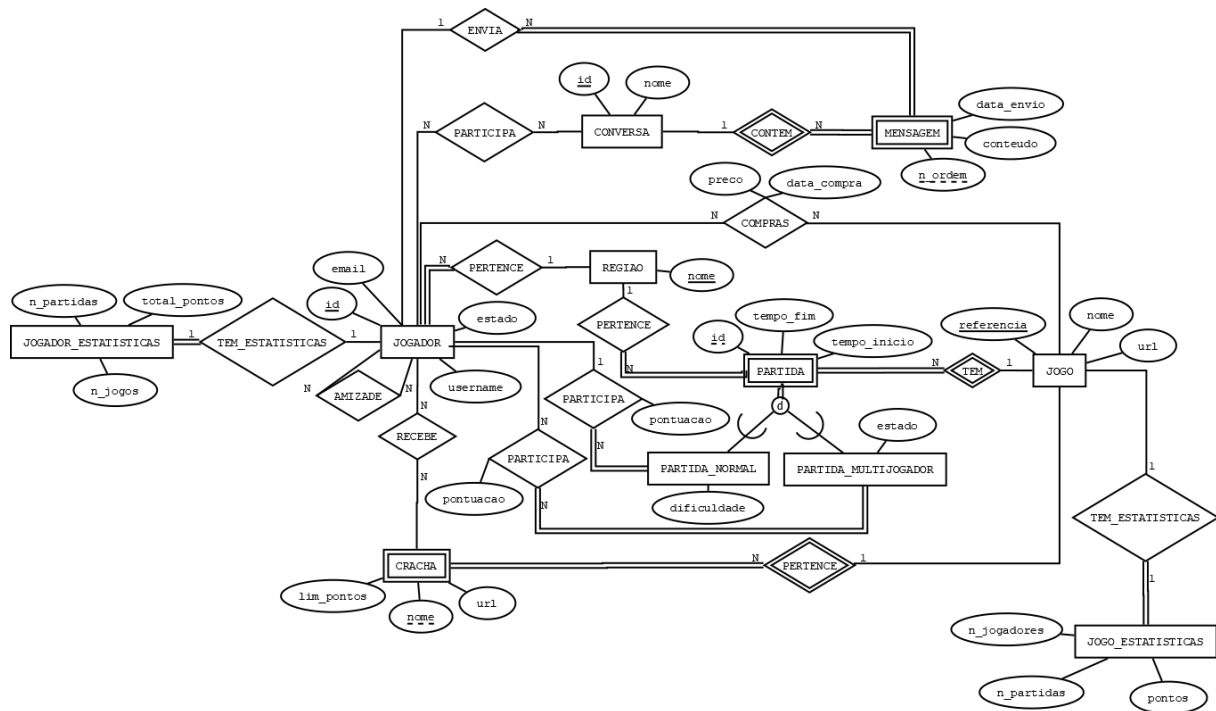 1
ENVIA
N
id
nome
data_envio
N
PARTICIPA
N
CONVERSA
1
CONTEM
N
MENSAGEM
conteudo
n_ordem
preco
data_compra
N
COMPRAS
N
email
N
PERTENCE
1
REGIAO
nome
n_partidas
total_pontos
id
estado
1
PERTENCE
tempo_fim
id
tempo_inicio
referencia
nome
url
JOGADOR_ESTATISTICAS
1
TEM_ESTATISTICAS
1
JOGADOR
N
PARTIDA
N
TEM
1
JOGO
n_jogos
N
AMIZADE
N
username
1
PARTICIPA
pontuacao
d
N
RECEBE
N
N
PARTICIPA
N
estado
N
pontuacao
N
PARTIDA_NORMAL
PARTIDA_MULTIJOGADOR
dificuldade
1
TEM_ESTATISTICAS
1
CRACHA
N
PERTENCE
1
lim_pontos
nome
url
n_jogadores
JOGO_ESTATISTICAS
n_partidas
pontos